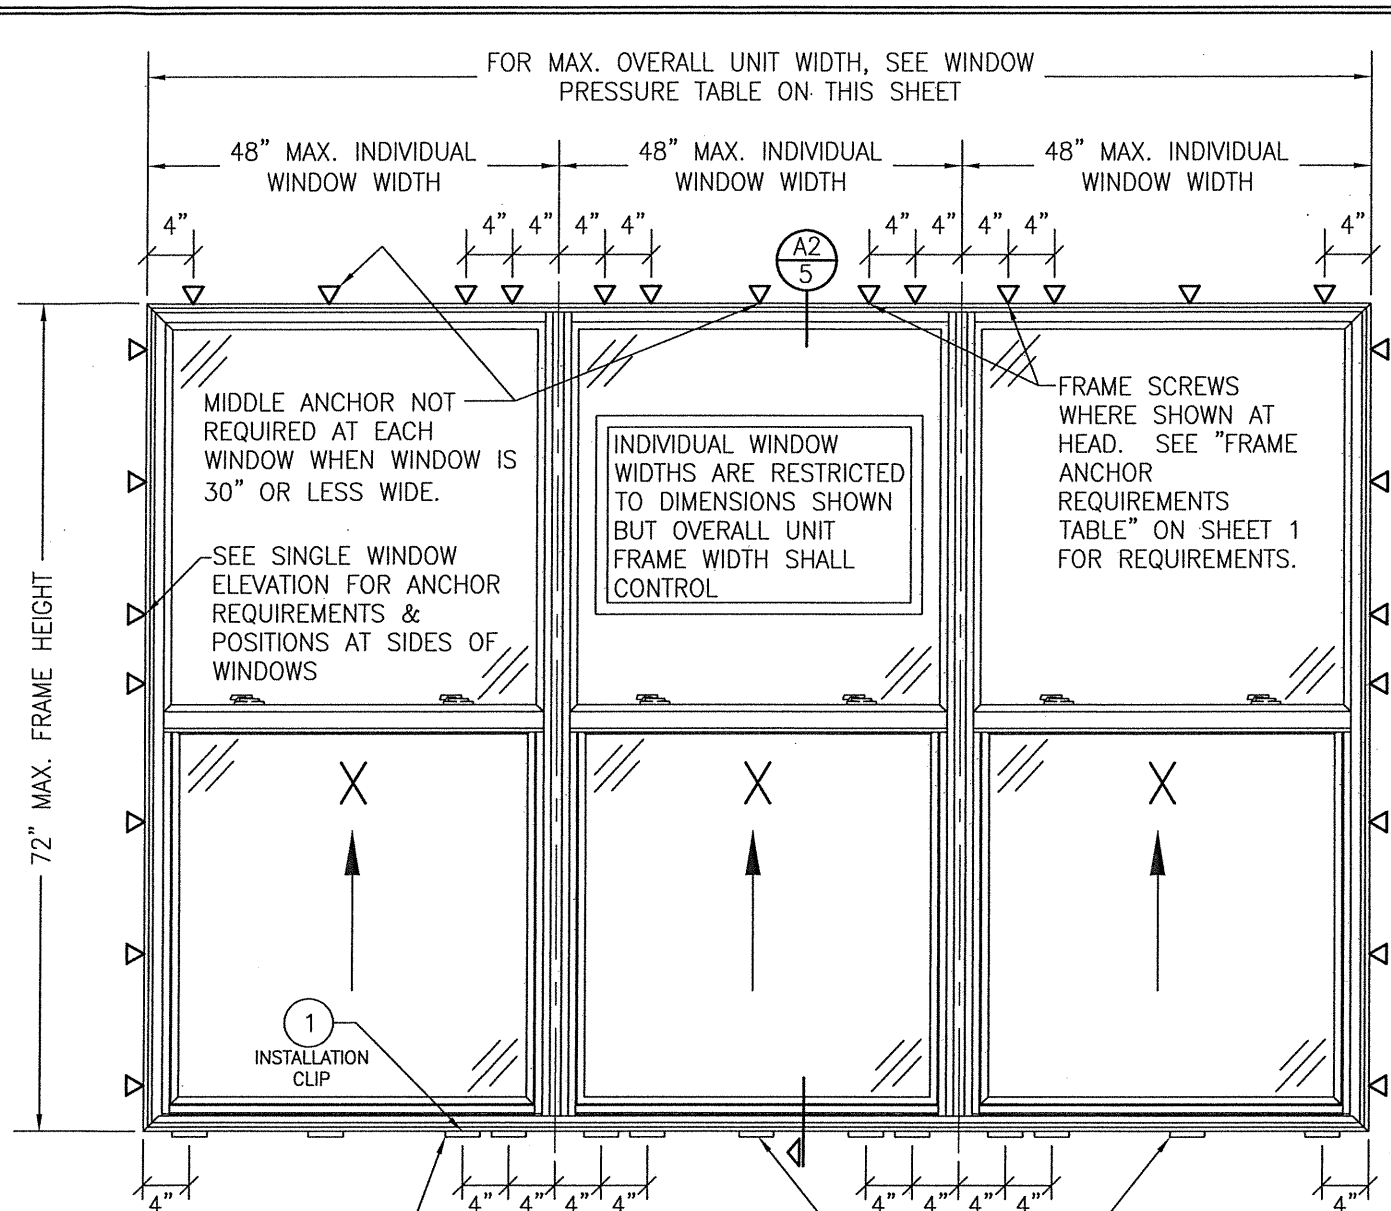 FOR MAX. OVERALL UNIT WIDTH, SEE WINDOW
PRESSURE TABLE ON THIS SHEET
48" MAX. INDIVIDUAL
WINDOW WIDTH
48" MAX. INDIVIDUAL
WINDOW WIDTH
48" MAX. INDIVIDUAL
WINDOW WIDTH
4" 4" 4" 4" 4" 4" 4" 4" 4" 4"
A2
5
72" MAX. FRAME HEIGHT
MIDDLE ANCHOR NOT
REQUIRED AT EACH
WINDOW WHEN WINDOW IS
30" OR LESS WIDE.
SEE SINGLE WINDOW
ELEVATION FOR ANCHOR
REQUIREMENTS &
POSITIONS AT SIDES OF
WINDOWS
INDIVIDUAL WINDOW
WIDTHS ARE RESTRICTED
TO DIMENSIONS SHOWN
BUT OVERALL UNIT
FRAME WIDTH SHALL
CONTROL
FRAME SCREWS
WHERE SHOWN AT
HEAD. SEE "FRAME
ANCHOR
REQUIREMENTS
TABLE" ON SHEET 1
FOR REQUIREMENTS.
X X X
1
INSTALLATION
CLIP
4" 4" 4" 4" 4" 4" 4" 4" 4" 4"